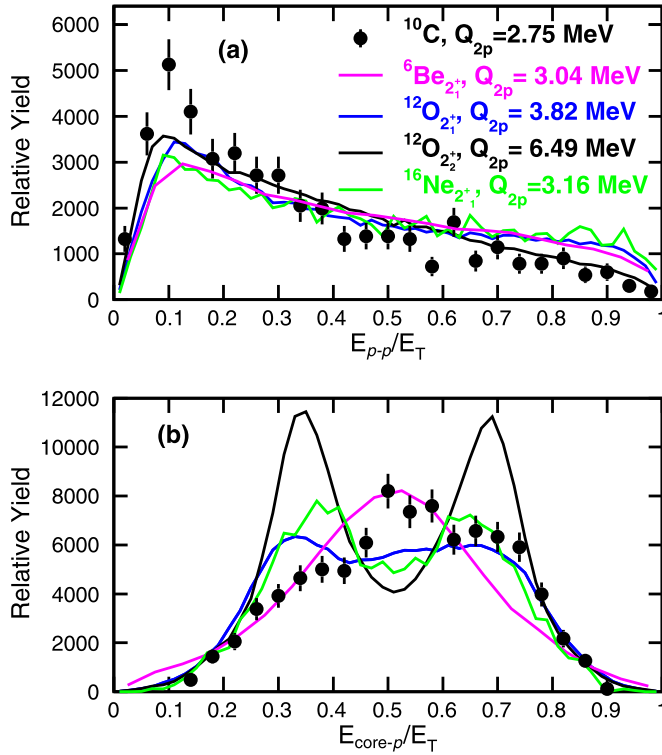 6000
5000
4000
3000
2000
1000
0
Relative Yield
(a)
¹⁰C, Q₂ₚ=2.75 MeV
⁶Be₂₁⁺, Q₂ₚ= 3.04 MeV
¹²O₂₁⁺, Q₂ₚ= 3.82 MeV
¹²O₂₂⁺, Q₂ₚ= 6.49 MeV
¹⁶Ne₂₁⁺, Q₂ₚ=3.16 MeV
0 0.1 0.2 0.3 0.4 0.5 0.6 0.7 0.8 0.9 1
Eₚ₋ₚ/E_T
12000
10000
8000
6000
4000
2000
0
Relative Yield
(b)
0 0.1 0.2 0.3 0.4 0.5 0.6 0.7 0.8 0.9 1
E_core-p/E_T